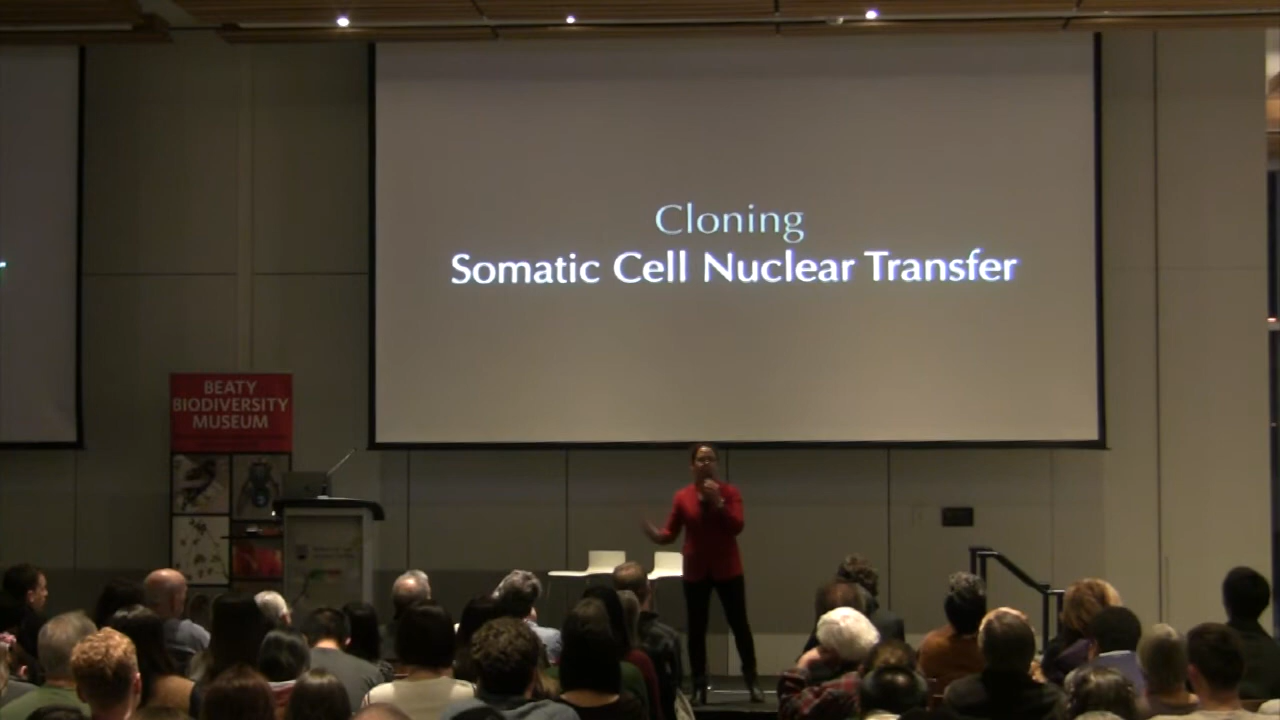 Cloning
Somatic Cell Nuclear Transfer
BEATY
BIODIVERSITY
MUSEUM